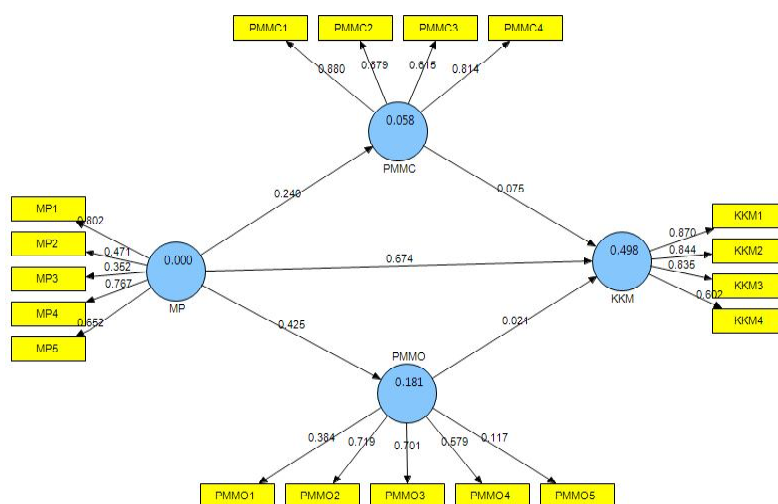 PMMC1 PMMC2 PMMC3 PMMC4
0.880 0.679 0.615 0.814
0.058
PMMC
0.240 0.075
MP1
0.802
MP2
0.471
MP3
0.352
MP4
0.767
MP5
0.652
0.000
MP
0.674
0.498
KKM
KKM1
0.870
KKM2
0.844
KKM3
0.835
KKM4
0.602
0.425 0.021
PMMO
0.181
0.384 0.719 0.701 0.579 0.117
PMMO1 PMMO2 PMMO3 PMMO4 PMMO5